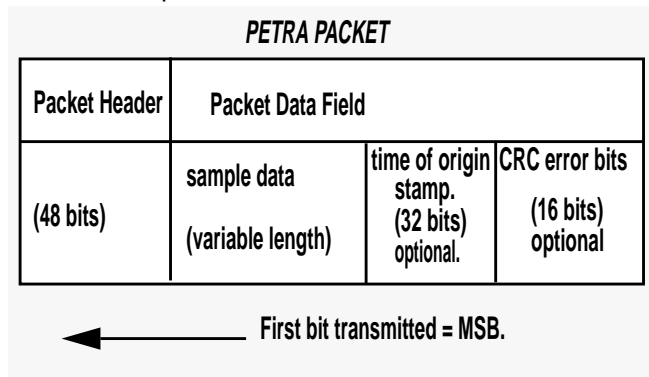 PETRA PACKET
Packet Header
Packet Data Field
(48 bits)
sample data
(variable length)
time of origin
stamp.
(32 bits)
optional.
CRC error bits
(16 bits)
optional
First bit transmitted = MSB.